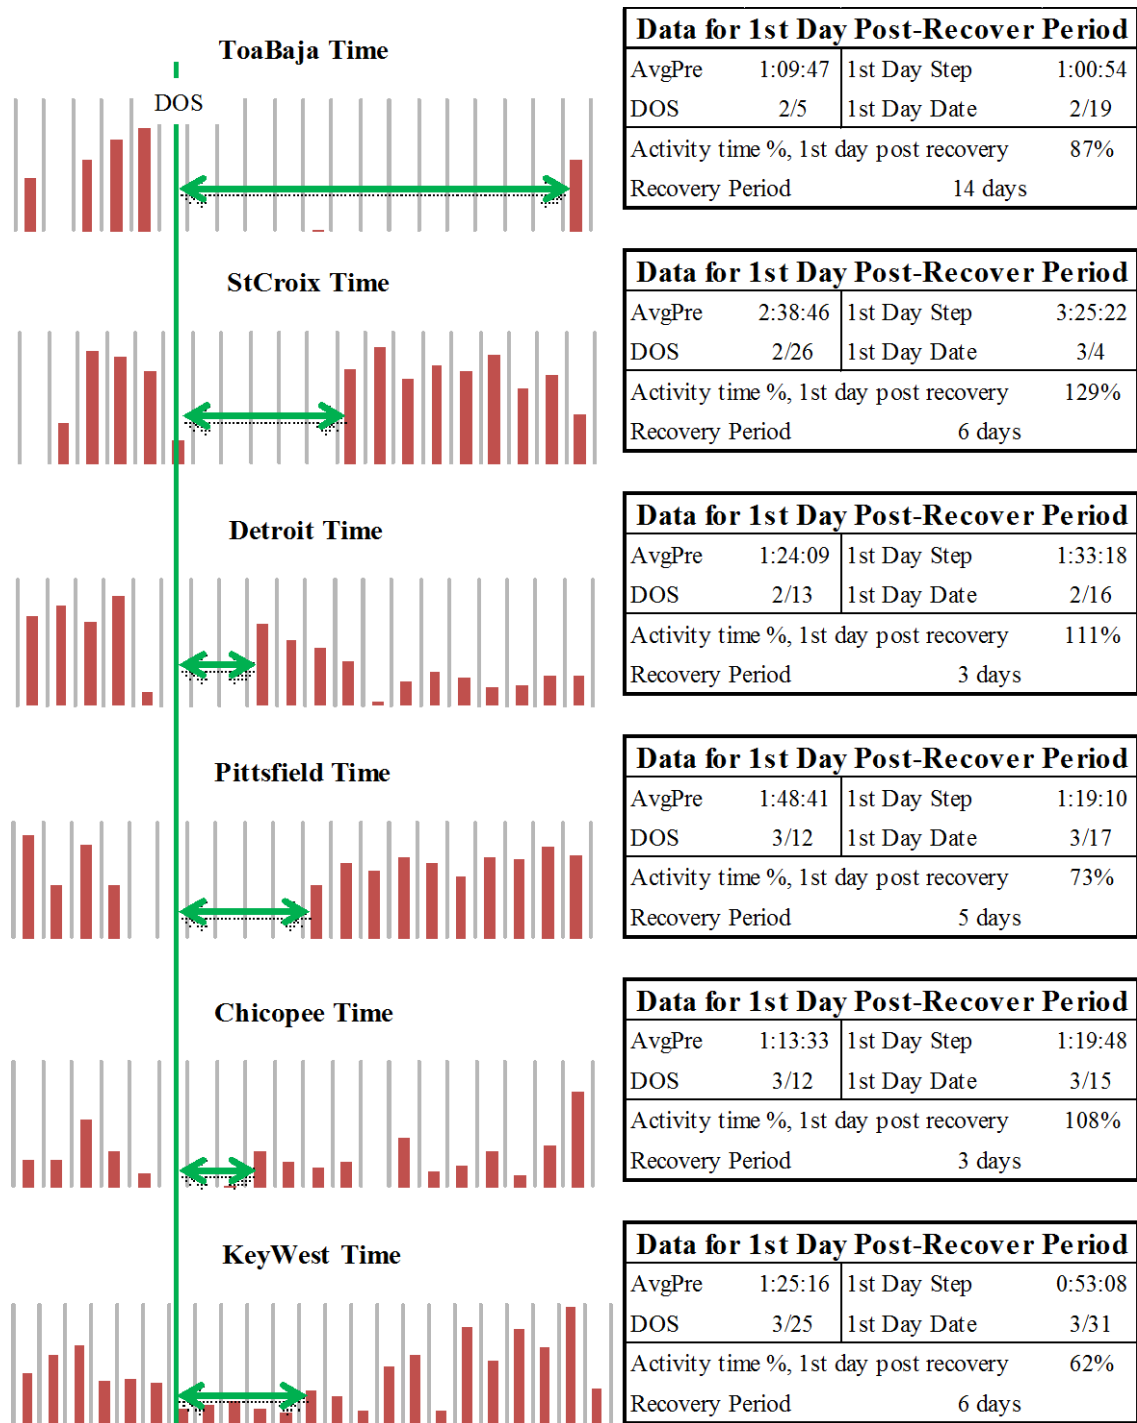 ToaBaja Time
DOS
Data for 1st Day Post-Recover Period
AvgPre 1:09:47 1st Day Step 1:00:54
DOS 2/5 1st Day Date 2/19
Activity time %, 1st day post recovery 87%
Recovery Period 14 days
StCroix Time
Data for 1st Day Post-Recover Period
AvgPre 2:38:46 1st Day Step 3:25:22
DOS 2/26 1st Day Date 3/4
Activity time %, 1st day post recovery 129%
Recovery Period 6 days
Detroit Time
Data for 1st Day Post-Recover Period
AvgPre 1:24:09 1st Day Step 1:33:18
DOS 2/13 1st Day Date 2/16
Activity time %, 1st day post recovery 111%
Recovery Period 3 days
Pittsfield Time
Data for 1st Day Post-Recover Period
AvgPre 1:48:41 1st Day Step 1:19:10
DOS 3/12 1st Day Date 3/17
Activity time %, 1st day post recovery 73%
Recovery Period 5 days
Chicopee Time
Data for 1st Day Post-Recover Period
AvgPre 1:13:33 1st Day Step 1:19:48
DOS 3/12 1st Day Date 3/15
Activity time %, 1st day post recovery 108%
Recovery Period 3 days
KeyWest Time
Data for 1st Day Post-Recover Period
AvgPre 1:25:16 1st Day Step 0:53:08
DOS 3/25 1st Day Date 3/31
Activity time %, 1st day post recovery 62%
Recovery Period 6 days